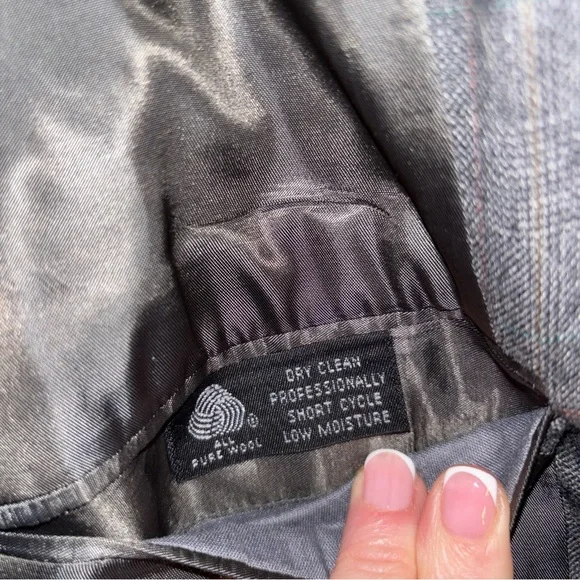 DRY CLEAN
PROFESSIONALLY
SHORT CYCLE
LOW MOISTURE
®
ALL
PURE WOOL